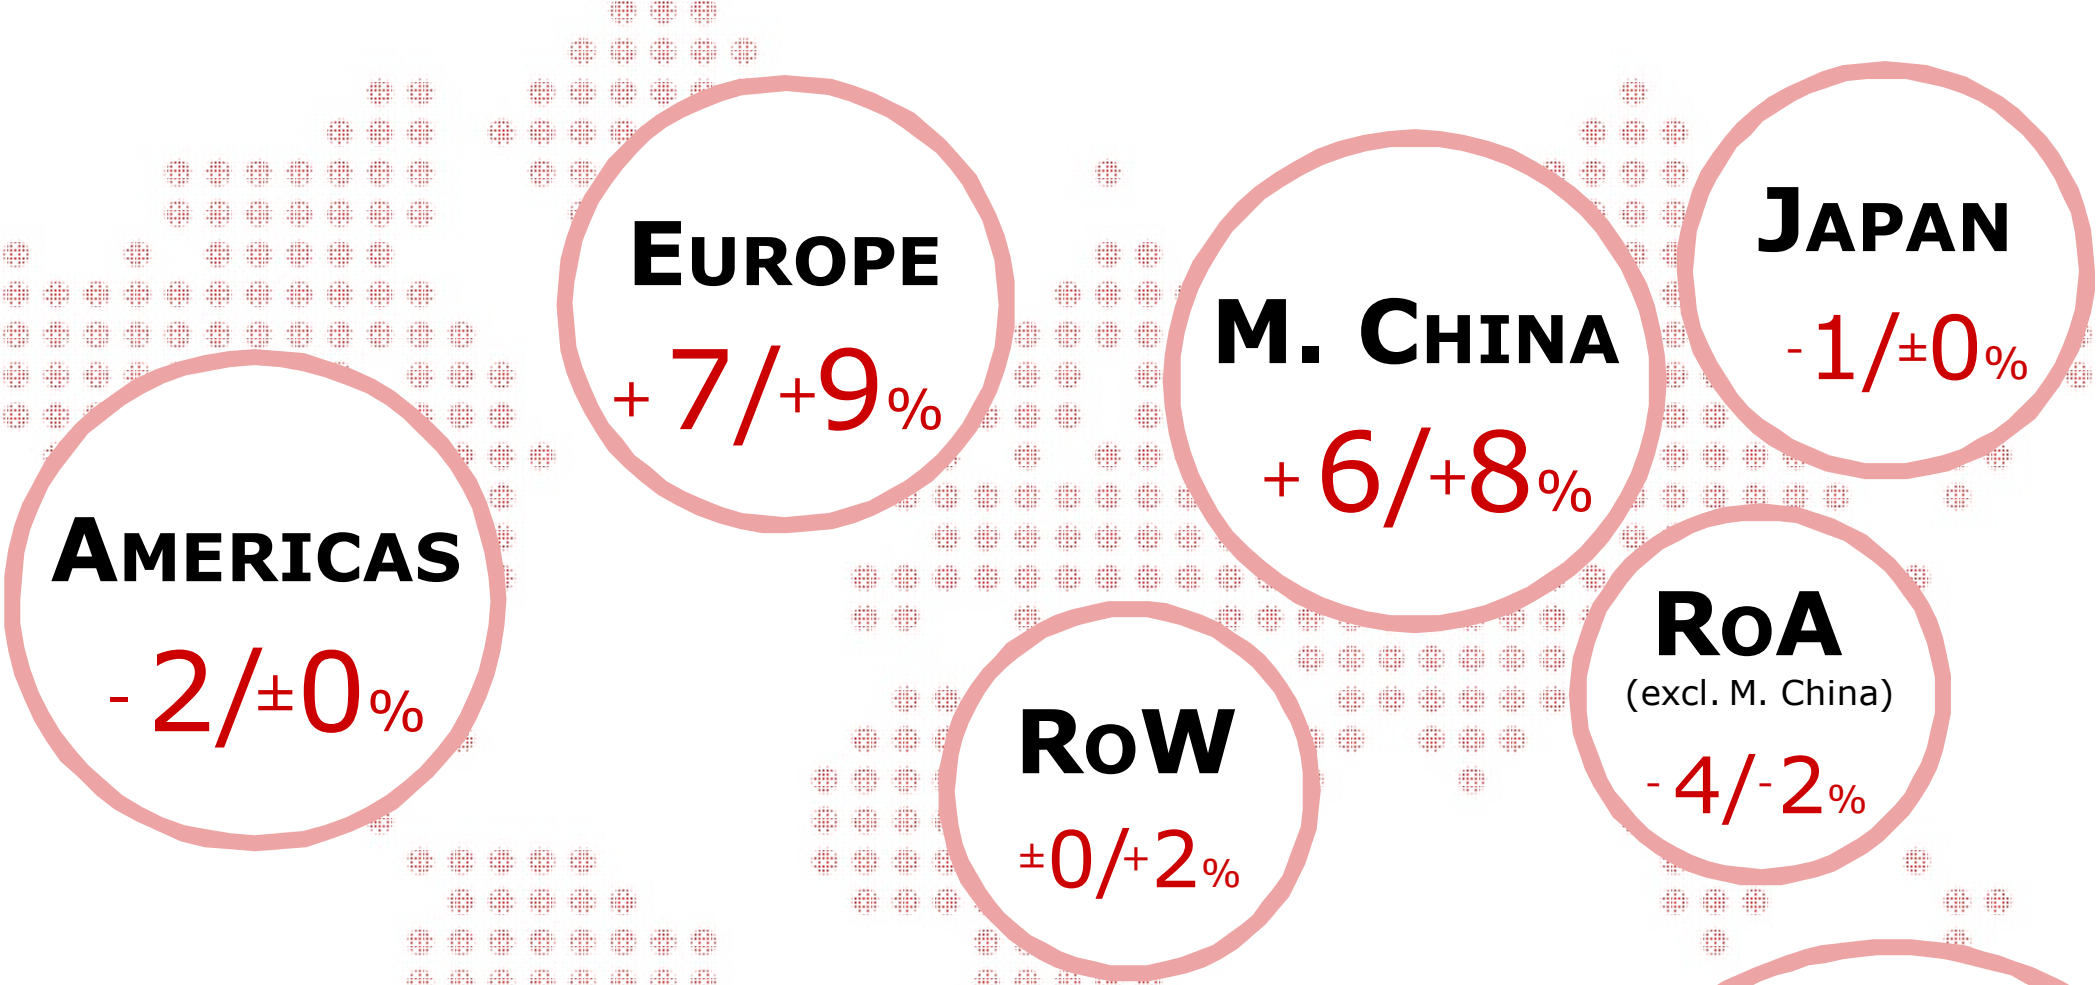 EUROPE
+ 7/+9%
M. CHINA
+ 6/+8%
JAPAN
-1/±0%
AMERICAS
- 2/±0%
ROW
±0/+2%
ROA
(excl. M. China)
- 4/-2%